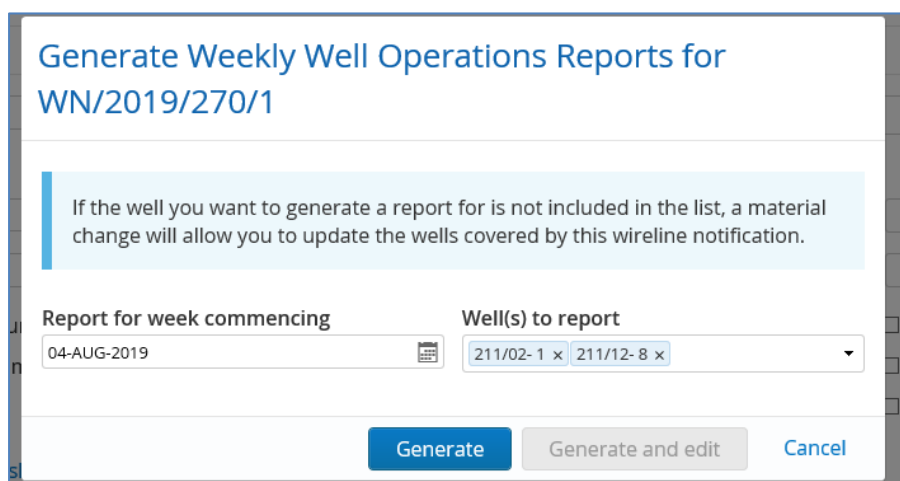 Generate Weekly Well Operations Reports for
WN/2019/270/1
If the well you want to generate a report for is not included in the list, a material
change will allow you to update the wells covered by this wireline notification.
Report for week commencing
Well(s) to report
04-AUG-2019
211/02- 1 × 211/12- 8 ×
Generate
Generate and edit
Cancel